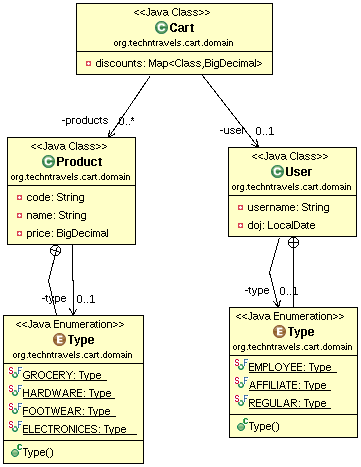 <<Java Class>>
Cart
org.techntravels.cart.domain
discounts: Map<Class,BigDecimal>
-products 0..*
-user 0..1
<<Java Class>>
Product
org.techntravels.cart.domain
code: String
name: String
price: BigDecimal
<<Java Class>>
User
org.techntravels.cart.domain
username: String
doj: LocalDate
-type 0..1
-type 0..1
<<Java Enumeration>>
Type
org.techntravels.cart.domain
GROCERY: Type
HARDWARE: Type
FOOTWEAR: Type
ELECTRONICES: Type
Type()
<<Java Enumeration>>
Type
org.techntravels.cart.domain
EMPLOYEE: Type
AFFILIATE: Type
REGULAR: Type
Type()